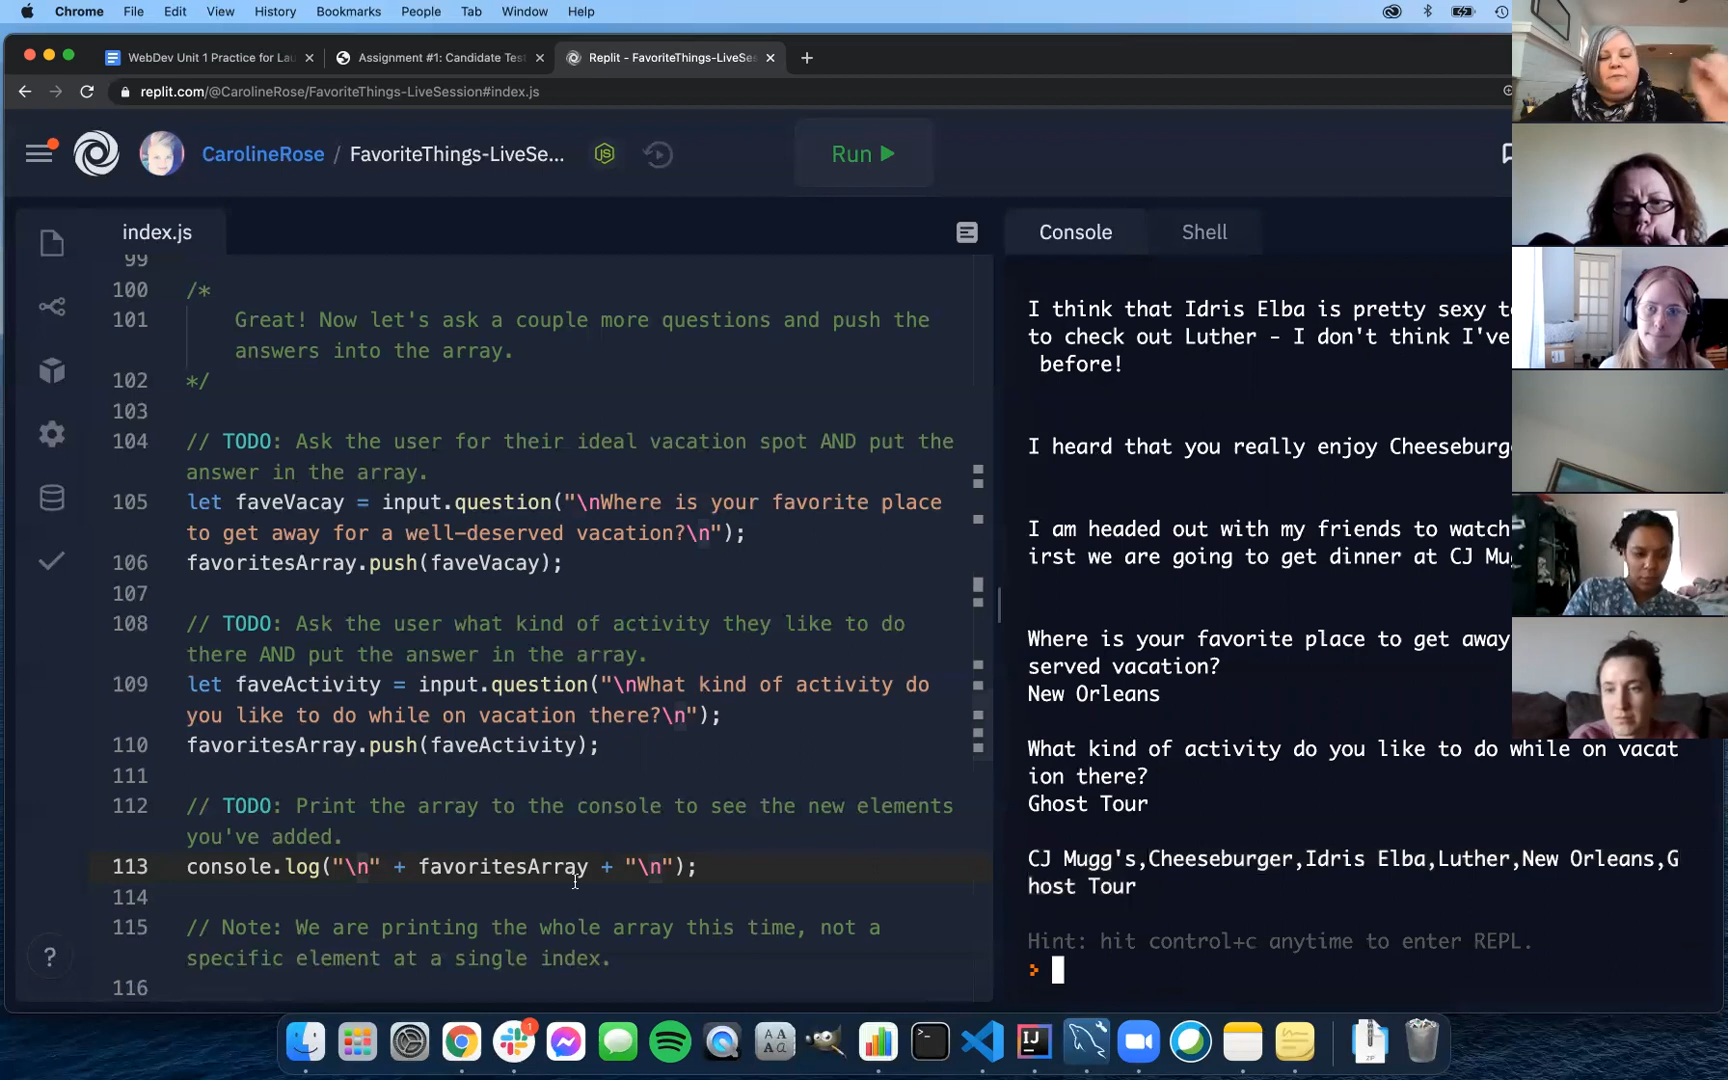 Chrome File Edit View History Bookmarks People Tab Window Help
WebDev Unit 1 Practice for Lau
Assignment #1: Candidate Test
Replit - FavoriteThings-LiveSes
replit.com/@CarolineRose/FavoriteThings-LiveSession#index.js
CarolineRose / FavoriteThings-LiveSe...
Run
index.js
Console
Shell
99
100 /*
101 Great! Now let's ask a couple more questions and push the
answers into the array.
102 */
103
104 // TODO: Ask the user for their ideal vacation spot AND put the
answer in the array.
105 let faveVacay = input.question("\nWhere is your favorite place
to get away for a well-deserved vacation?\n");
106 favoritesArray.push(faveVacay);
107
108 // TODO: Ask the user what kind of activity they like to do
there AND put the answer in the array.
109 let faveActivity = input.question("\nWhat kind of activity do
you like to do while on vacation there?\n");
110 favoritesArray.push(faveActivity);
111
112 // TODO: Print the array to the console to see the new elements
you've added.
113 console.log("\n" + favoritesArray + "\n");
114
115 // Note: We are printing the whole array this time, not a
specific element at a single index.
116
I think that Idris Elba is pretty sexy
to check out Luther - I don't think I've
before!
I heard that you really enjoy Cheeseburg
I am headed out with my friends to watch
irst we are going to get dinner at CJ Mug
Where is your favorite place to get away
served vacation?
New Orleans
What kind of activity do you like to do while on vacat
ion there?
Ghost Tour
CJ Mugg's,Cheeseburger,Idris Elba,Luther,New Orleans,G
host Tour
Hint: hit control+c anytime to enter REPL.